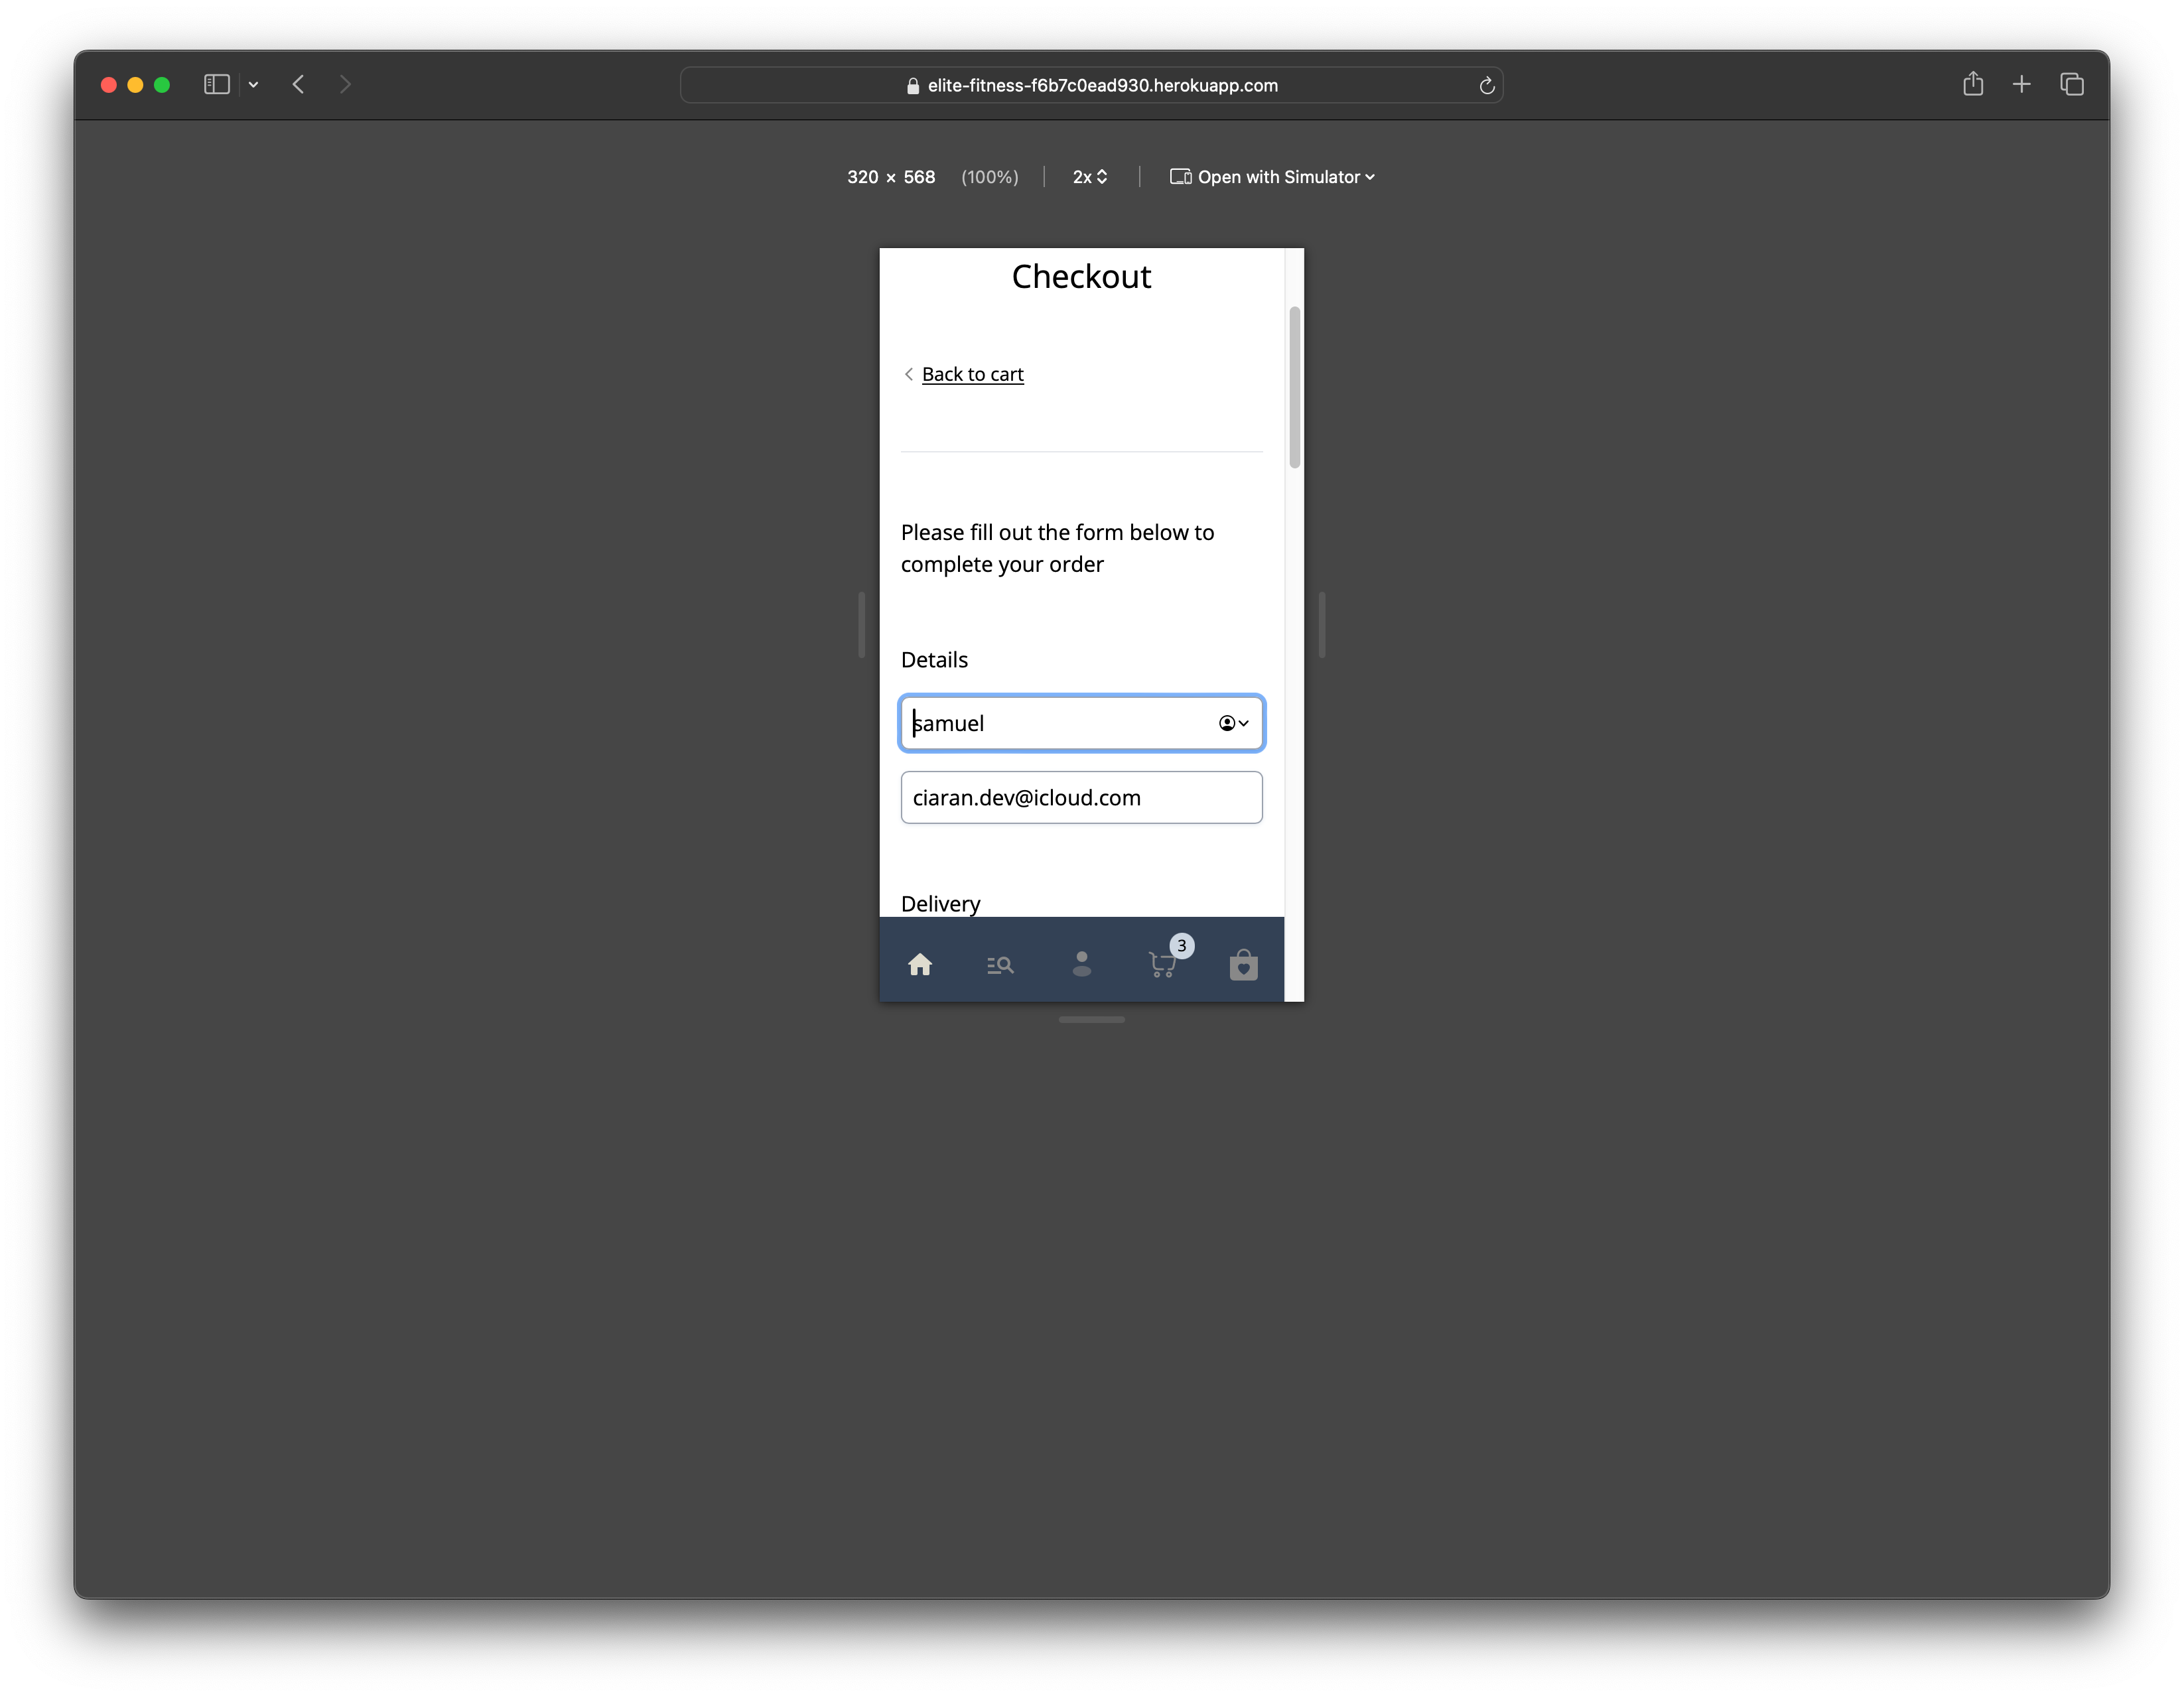 elite-fitness-f6b7c0ead930.herokuapp.com
320 × 568 (100%) 2x Open with Simulator
Checkout
Back to cart
Please fill out the form below to
complete your order
Details
samuel
ciaran.dev@icloud.com
Delivery
3